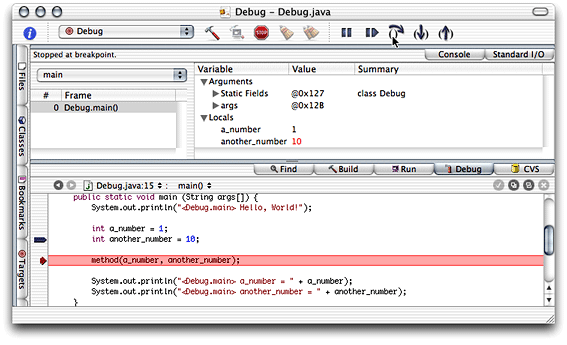 Debug – Debug.java
Debug
STOP
Stopped at breakpoint.
Console
Standard I/O
main
# Frame
0 Debug.main()
Variable Value Summary
Arguments
Static Fields @0x127 class Debug
args @0x128
Locals
a_number 1
another_number 10
Files
Classes
Bookmarks
Targets
Find
Build
Run
Debug
CVS
Debug.java:15 : main()
public static void main (String args[]) {
System.out.println("<Debug.main> Hello, World!");
int a_number = 1;
int another_number = 10;
method(a_number, another_number);
System.out.println("<Debug.main> a_number = " + a_number);
System.out.println("<Debug.main> another_number = " + another_number);
}